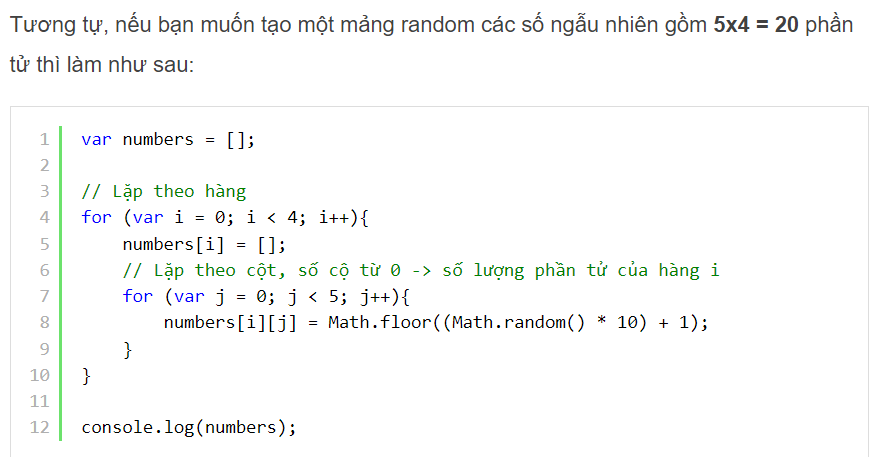 Tương tự, nếu bạn muốn tạo một mảng random các số ngẫu nhiên gồm 5x4 = 20 phần
tử thì làm như sau:
1 var numbers = [];
2
3 // Lặp theo hàng
4 for (var i = 0; i < 4; i++){
5     numbers[i] = [];
6     // Lặp theo cột, số cộ từ 0 -> số lượng phần tử của hàng i
7     for (var j = 0; j < 5; j++){
8         numbers[i][j] = Math.floor((Math.random() * 10) + 1);
9     }
10 }
11
12 console.log(numbers);